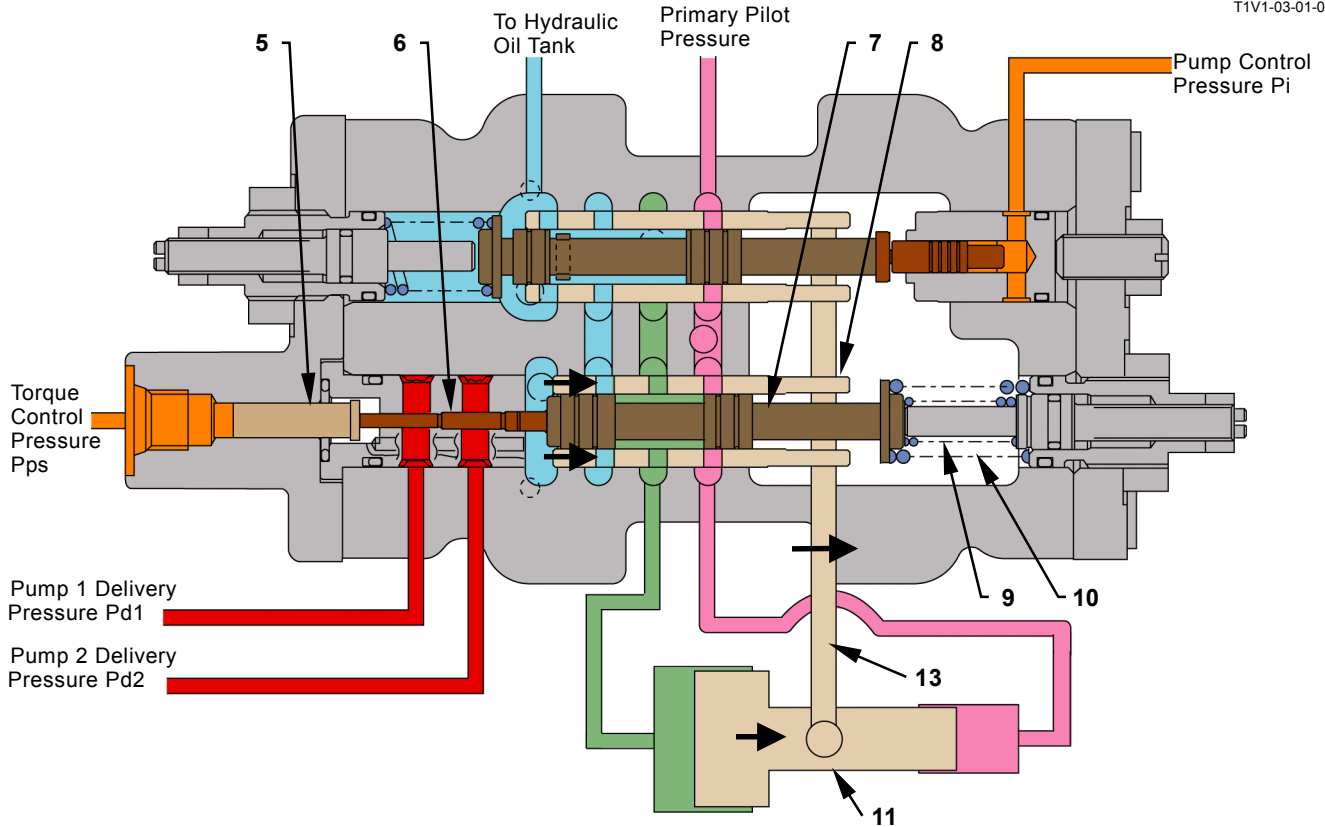 T1V1-03-01-0
5
6
To Hydraulic
Oil Tank
Primary Pilot
Pressure
7
8
Pump Control
Pressure Pi
Torque
Control
Pressure
Pps
Pump 1 Delivery
Pressure Pd1
Pump 2 Delivery
Pressure Pd2
9
10
13
11